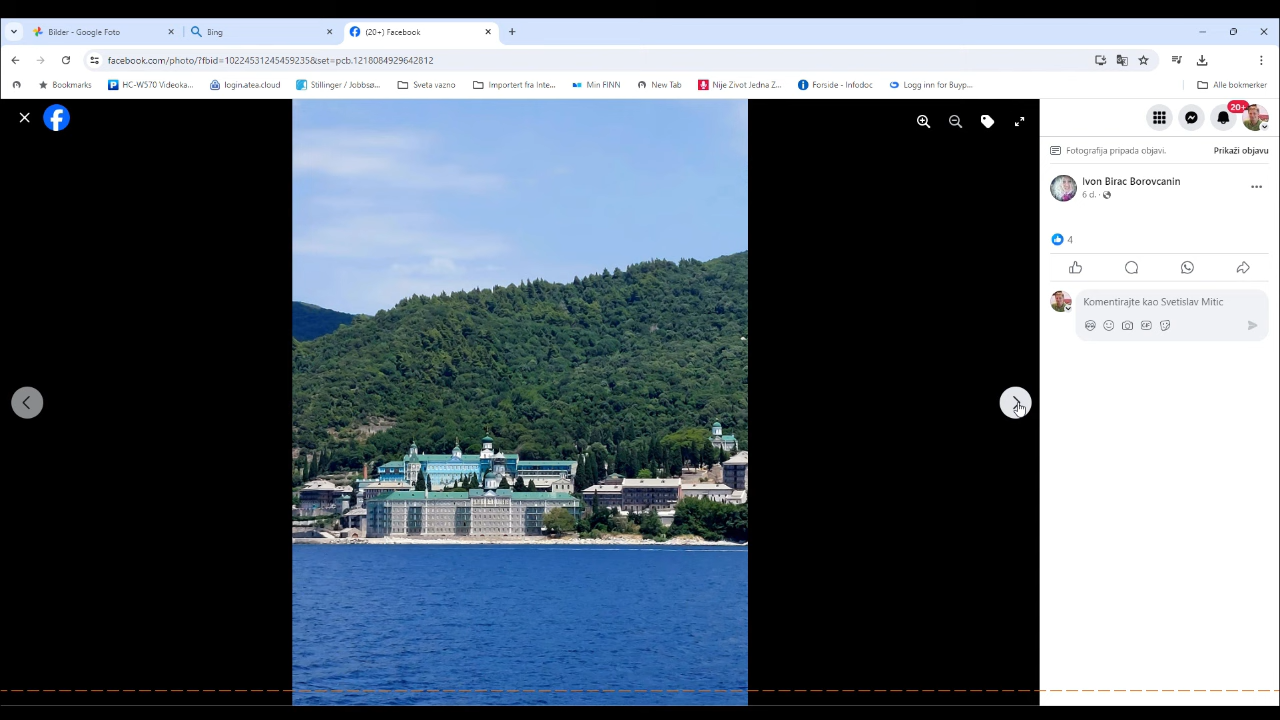 Bilder - Google Foto
Bing
(20+) Facebook
facebook.com/photo/?fbid=10224531245459235&set=pcb.1218084929642812
Bookmarks
HC-W570 Videoka...
login.atea.cloud
Stillinger / Jobbsø...
Sveta vazno
Importert fra Inte...
Min FINN
New Tab
Nije Zivot Jedna Z...
Forside - Infodoc
Logg inn for Buyp...
Alle bokmerker
20+
Fotografija pripada objavi.
Prikaži objavu
Ivon Birac Borovcanin
6 d. ·
4
Komentirajte kao Svetislav Mitic
GIF